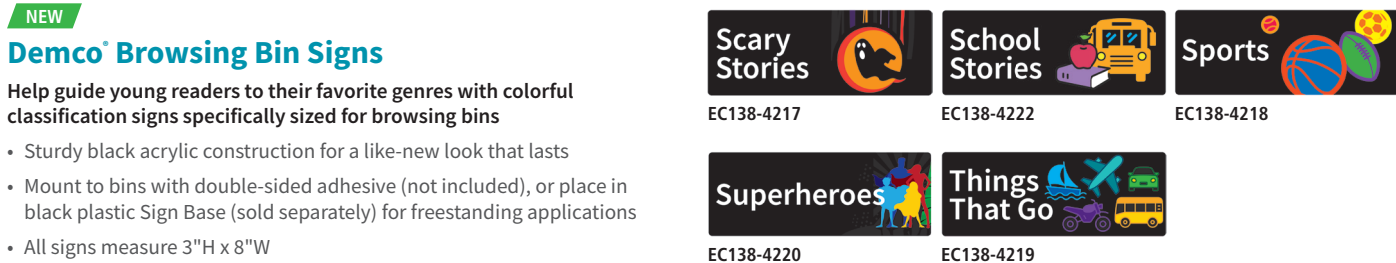 NEW
Demco® Browsing Bin Signs
Help guide young readers to their favorite genres with colorful
classification signs specifically sized for browsing bins
• Sturdy black acrylic construction for a like-new look that lasts
• Mount to bins with double-sided adhesive (not included), or place in
black plastic Sign Base (sold separately) for freestanding applications
• All signs measure 3"H x 8"W
Scary
Stories
EC138-4217
School
Stories
EC138-4222
Sports
EC138-4218
Superheroes
EC138-4220
Things
That Go
EC138-4219